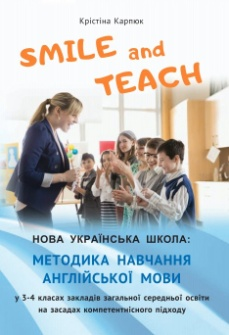 Крістіна Карпюк
SMILE and
TEACH
НОВА УКРАЇНСЬКА ШКОЛА:
МЕТОДИКА НАВЧАННЯ
АНГЛІЙСЬКОЇ МОВИ
у 3-4 класах закладів загальної середньої освіти
на засадах компетентнісного підходу